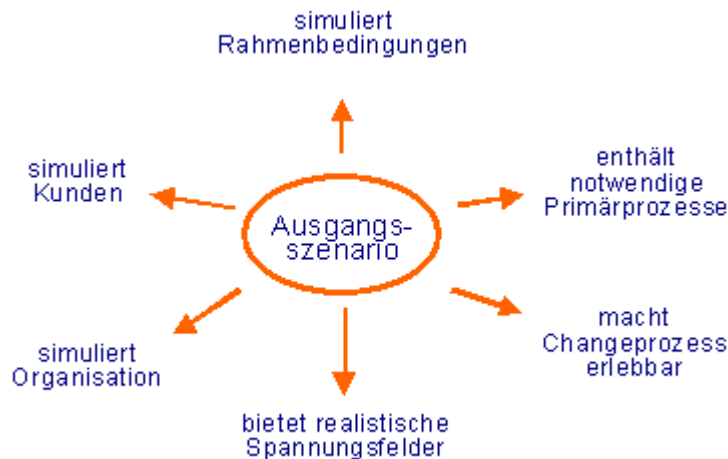 simuliert
Rahmenbedingungen
simuliert
Kunden
enthält
notwendige
Primärprozesse
Ausgangs-
szenario
simuliert
Organisation
macht
Changeprozess
erlebbar
bietet realistische
Spannungsfelder